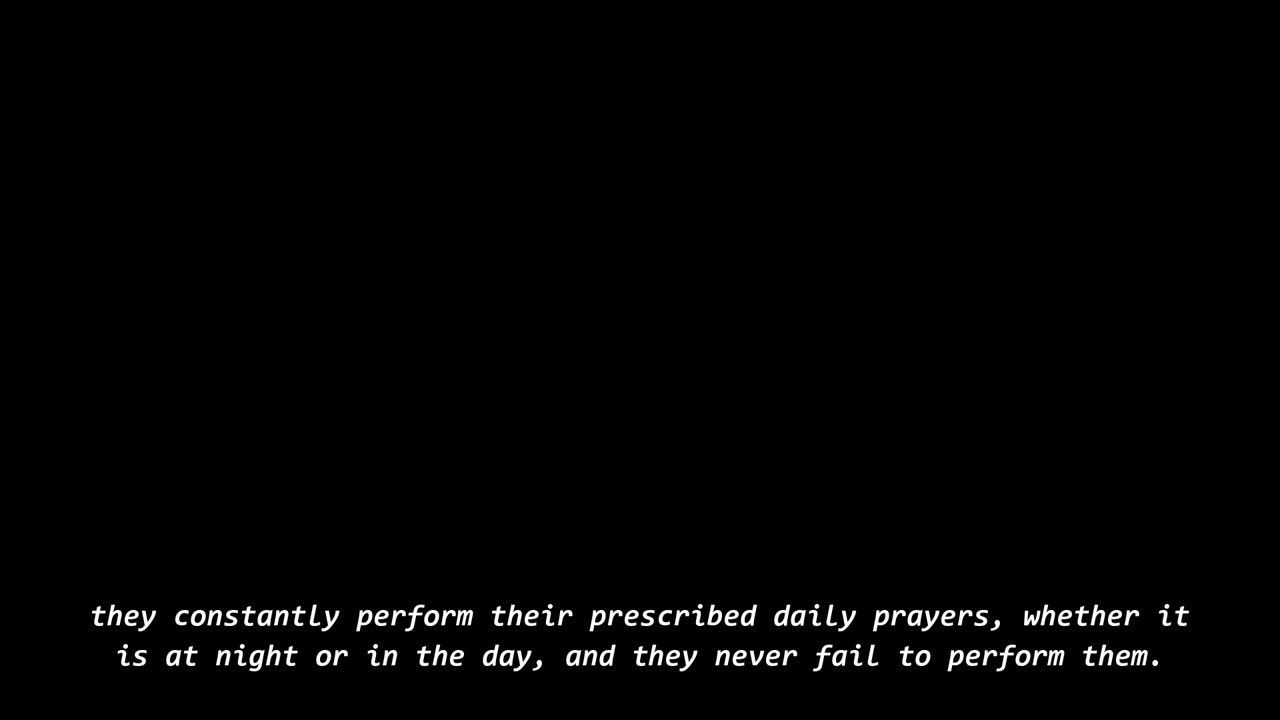 they constantly perform their prescribed daily prayers, whether it
is at night or in the day, and they never fail to perform them.